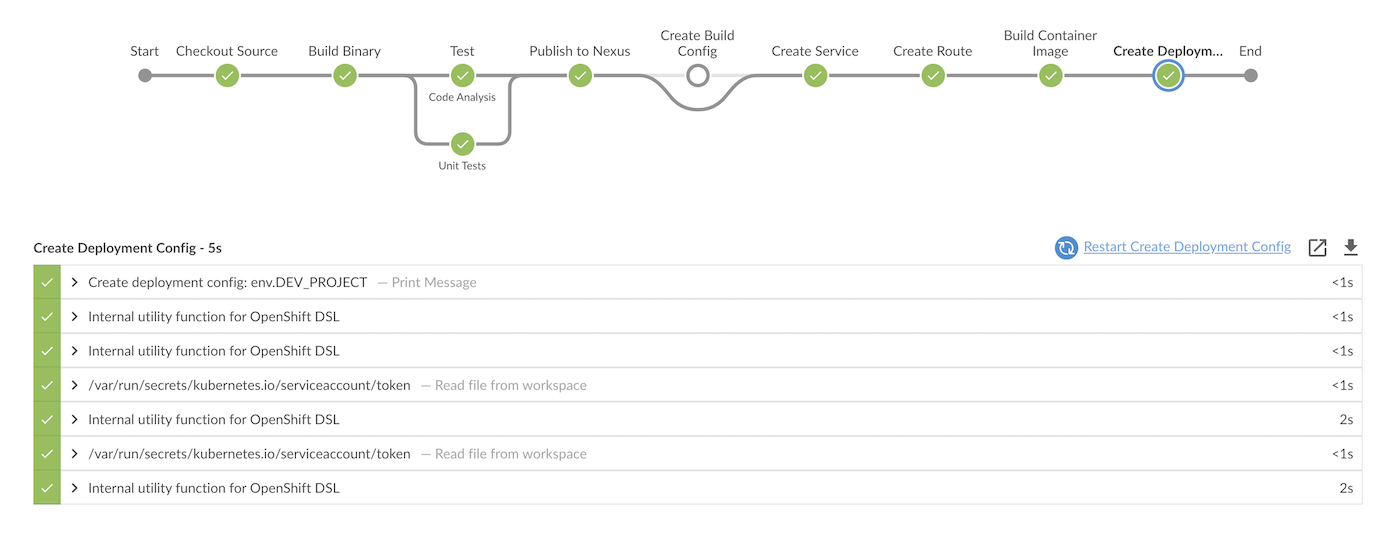 Start
Checkout Source
Build Binary
Test
Publish to Nexus
Create Build
Config
Create Service
Create Route
Build Container
Image
Create Deploym...
End
Code Analysis
Unit Tests
Create Deployment Config - 5s
Restart Create Deployment Config
Create deployment config: env.DEV_PROJECT — Print Message <1s
Internal utility function for OpenShift DSL <1s
Internal utility function for OpenShift DSL <1s
/var/run/secrets/kubernetes.io/serviceaccount/token — Read file from workspace <1s
Internal utility function for OpenShift DSL 2s
/var/run/secrets/kubernetes.io/serviceaccount/token — Read file from workspace <1s
Internal utility function for OpenShift DSL 2s